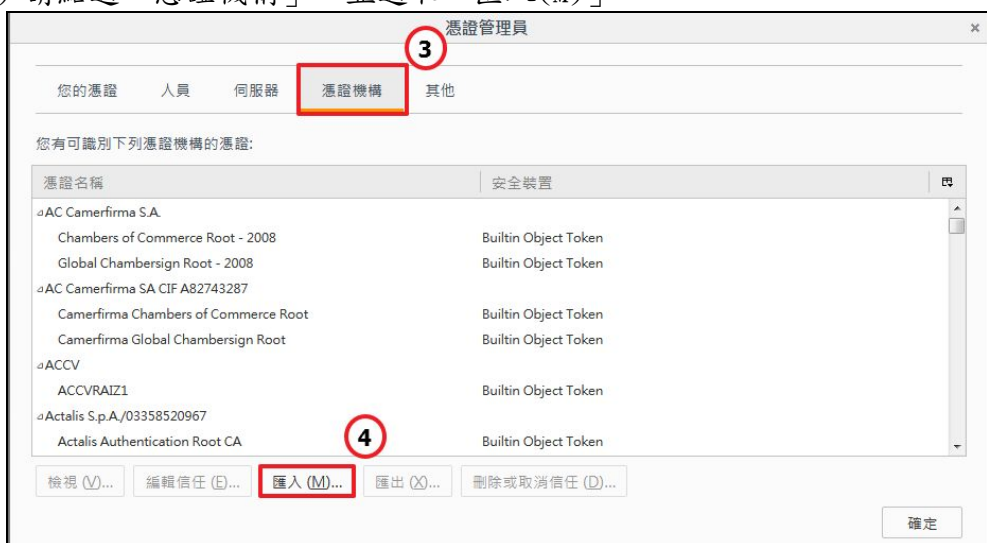 憑證管理員
×
3
您的憑證 人員 伺服器 憑證機構 其他
您有可識別下列憑證機構的憑證:
憑證名稱 安全裝置
AC Camerfirma S.A.
Chambers of Commerce Root - 2008 Builtin Object Token
Global Chambersign Root - 2008 Builtin Object Token
AC Camerfirma SA CIF A82743287
Camerfirma Chambers of Commerce Root Builtin Object Token
Camerfirma Global Chambersign Root Builtin Object Token
ACCV
ACCVRAIZ1 Builtin Object Token
Actalis S.p.A./03358520967
Actalis Authentication Root CA Builtin Object Token
4
檢視 (V)... 編輯信任 (E)... 匯入 (M)... 匯出 (X)... 刪除或取消信任 (D)...
確定